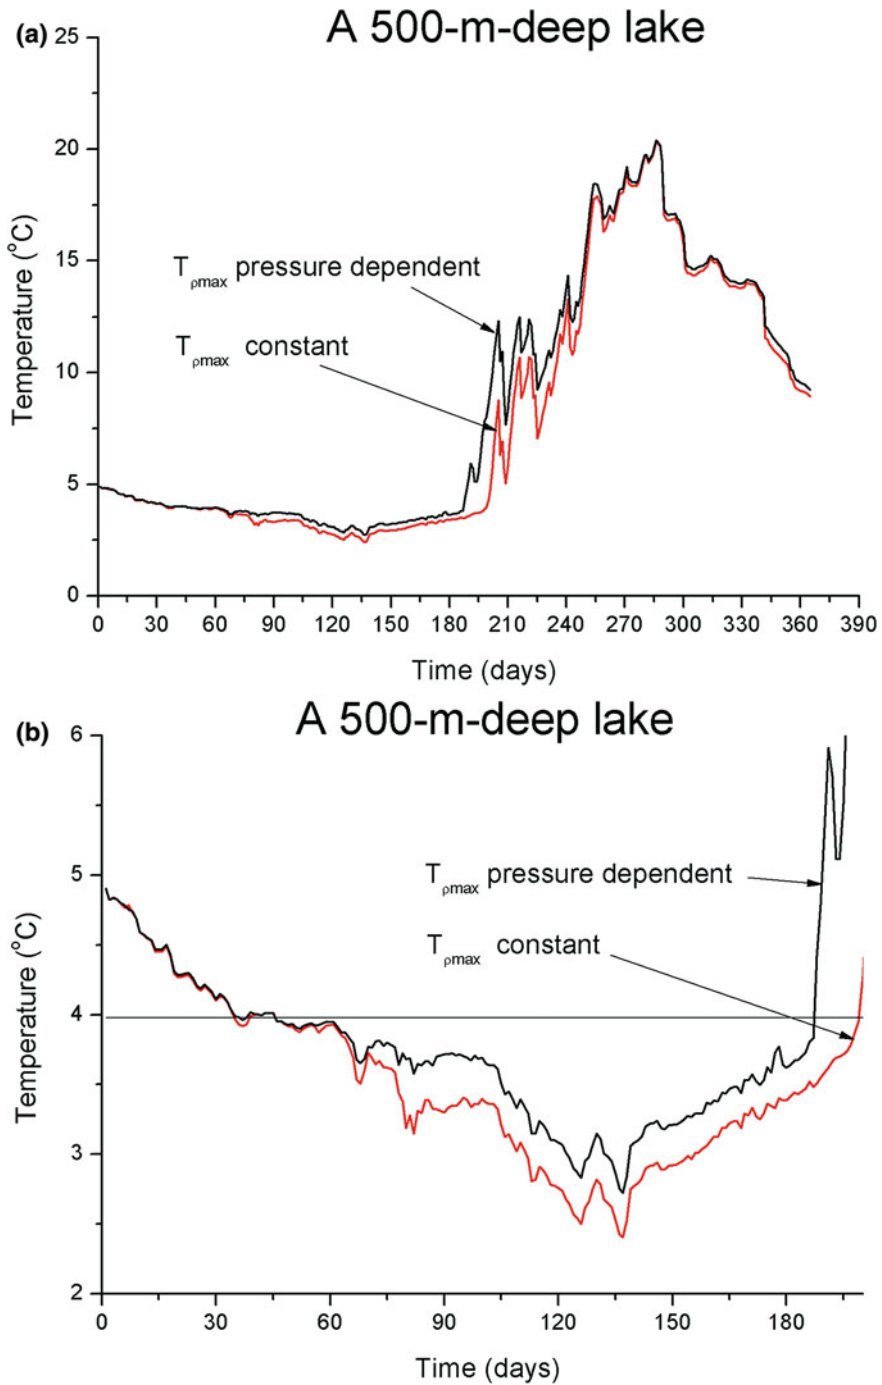 (a)
A 500-m-deep lake
25
20
15
10
5
0
Temperature (°C)
Tρmax pressure dependent
Tρmax constant
0 30 60 90 120 150 180 210 240 270 300 330 360 390
Time (days)
(b)
A 500-m-deep lake
6
5
4
3
2
Temperature (°C)
Tρmax pressure dependent
Tρmax constant
0 30 60 90 120 150 180
Time (days)